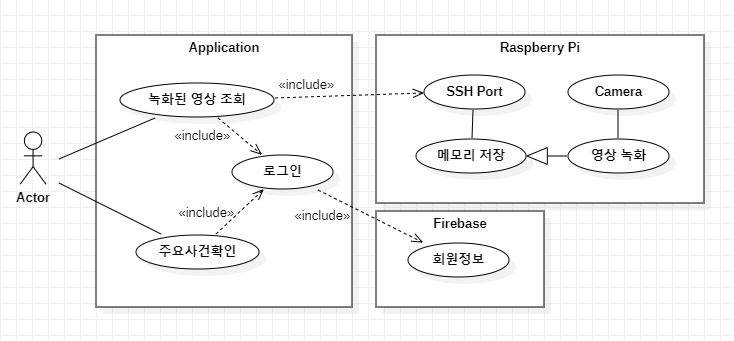 Application
Raspberry Pi
«include»
SSH Port
Camera
녹화된 영상 조회
«include»
메모리 저장
영상 녹화
로그인
Actor
«include»
«include»
Firebase
주요사건확인
회원정보